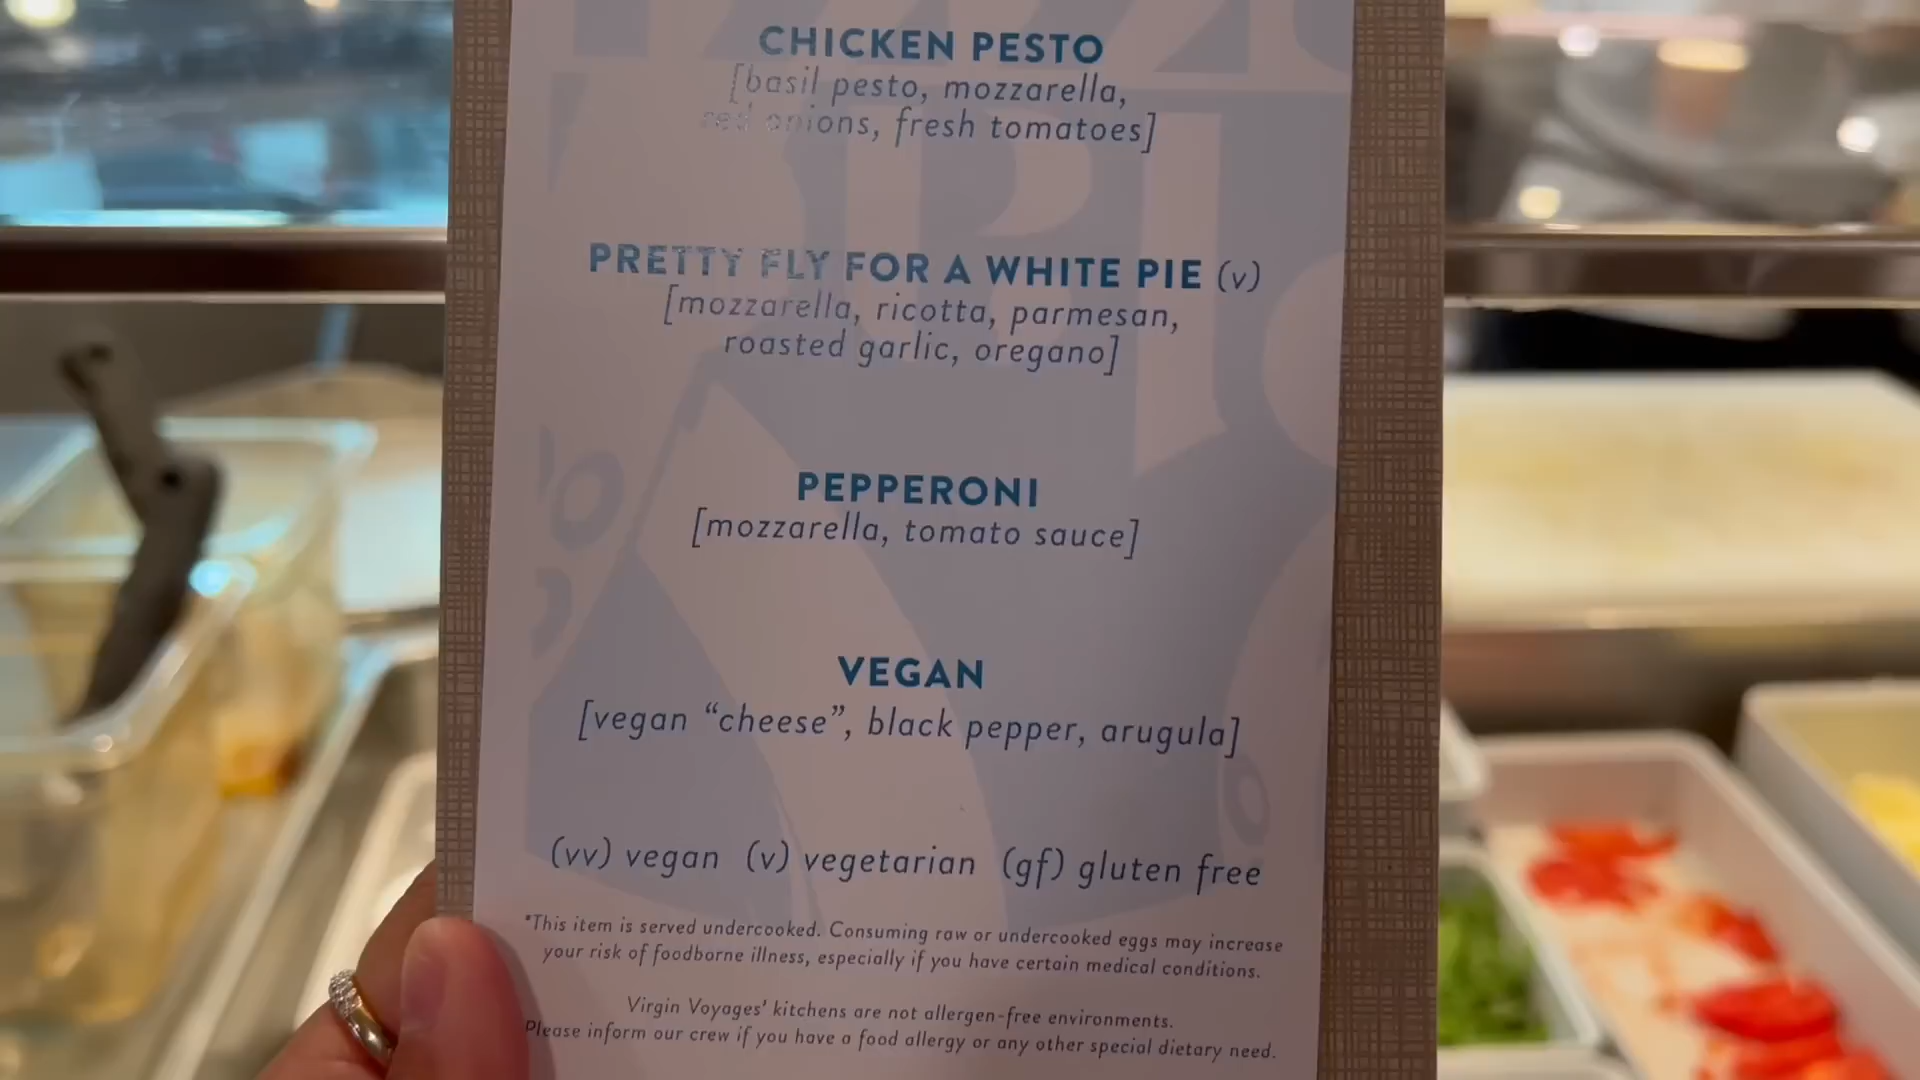 CHICKEN PESTO
[basil pesto, mozzarella,
red onions, fresh tomatoes]
PRETTY FLY FOR A WHITE PIE (v)
[mozzarella, ricotta, parmesan,
roasted garlic, oregano]
PEPPERONI
[mozzarella, tomato sauce]
VEGAN
[vegan “cheese”, black pepper, arugula]
(vv) vegan (v) vegetarian (gf) gluten free
*This item is served undercooked. Consuming raw or undercooked eggs may increase
your risk of foodborne illness, especially if you have certain medical conditions.
Virgin Voyages’ kitchens are not allergen-free environments.
Please inform our crew if you have a food allergy or any other special dietary need.